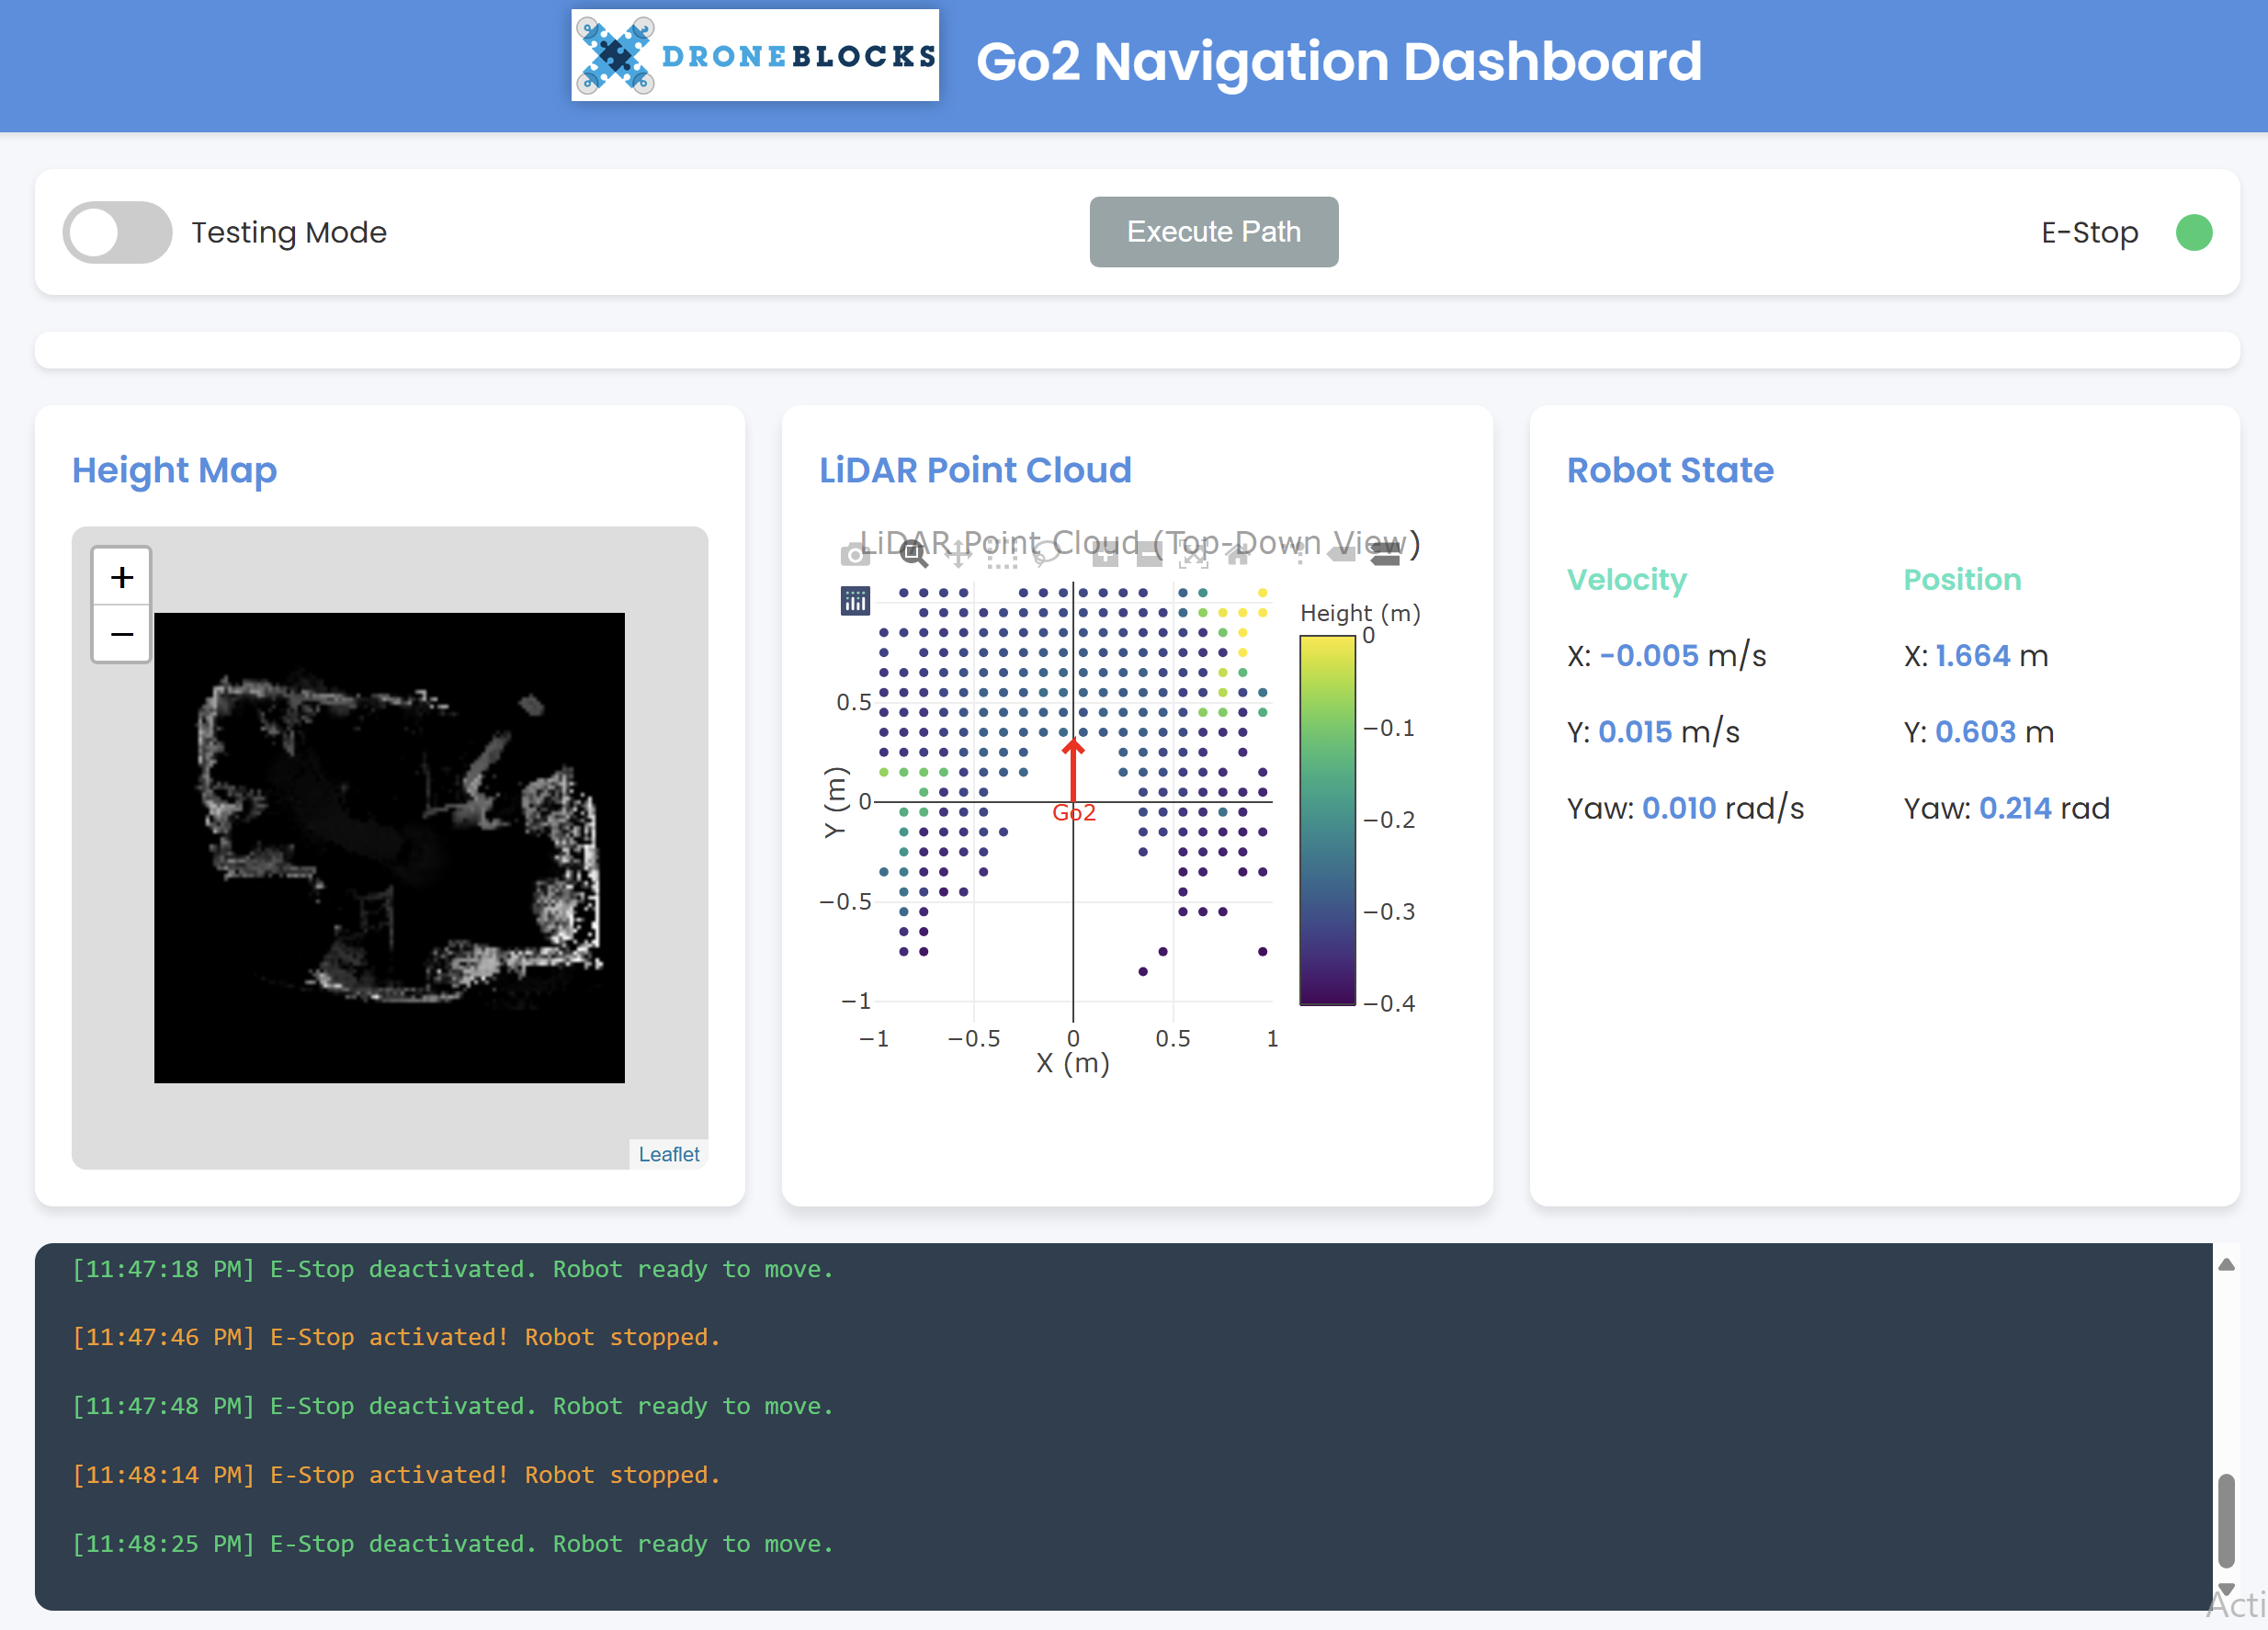 DRONEBLOCKS
Go2 Navigation Dashboard
Testing Mode
Execute Path
E-Stop
Height Map
+
−
Leaflet
LiDAR Point Cloud
LiDAR Point Cloud (Top-Down View)
Height (m)
0
−0.1
−0.2
−0.3
−0.4
0.5
0
−0.5
−1
Y (m)
Go2
−1
−0.5
0
0.5
1
X (m)
Robot State
Velocity
X: -0.005 m/s
Y: 0.015 m/s
Yaw: 0.010 rad/s
Position
X: 1.664 m
Y: 0.603 m
Yaw: 0.214 rad
[11:47:18 PM] E-Stop deactivated. Robot ready to move.
[11:47:46 PM] E-Stop activated! Robot stopped.
[11:47:48 PM] E-Stop deactivated. Robot ready to move.
[11:48:14 PM] E-Stop activated! Robot stopped.
[11:48:25 PM] E-Stop deactivated. Robot ready to move.
Acti